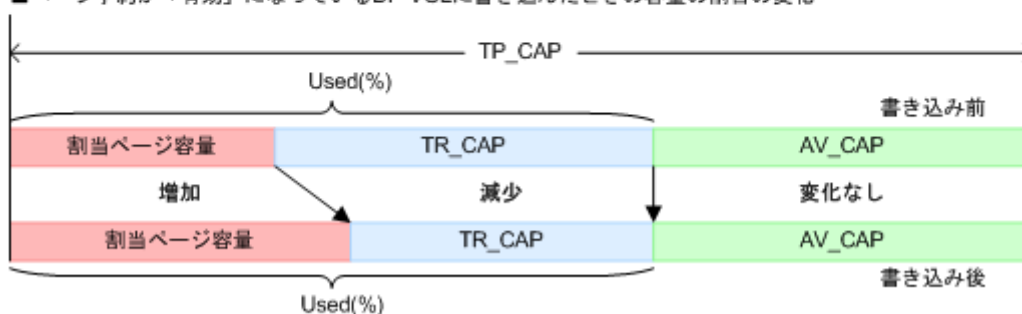 TP_CAP
Used(%)
書き込み前
割当ページ容量 TR_CAP AV_CAP
増加 減少 変化なし
割当ページ容量 TR_CAP AV_CAP
書き込み後
Used(%)